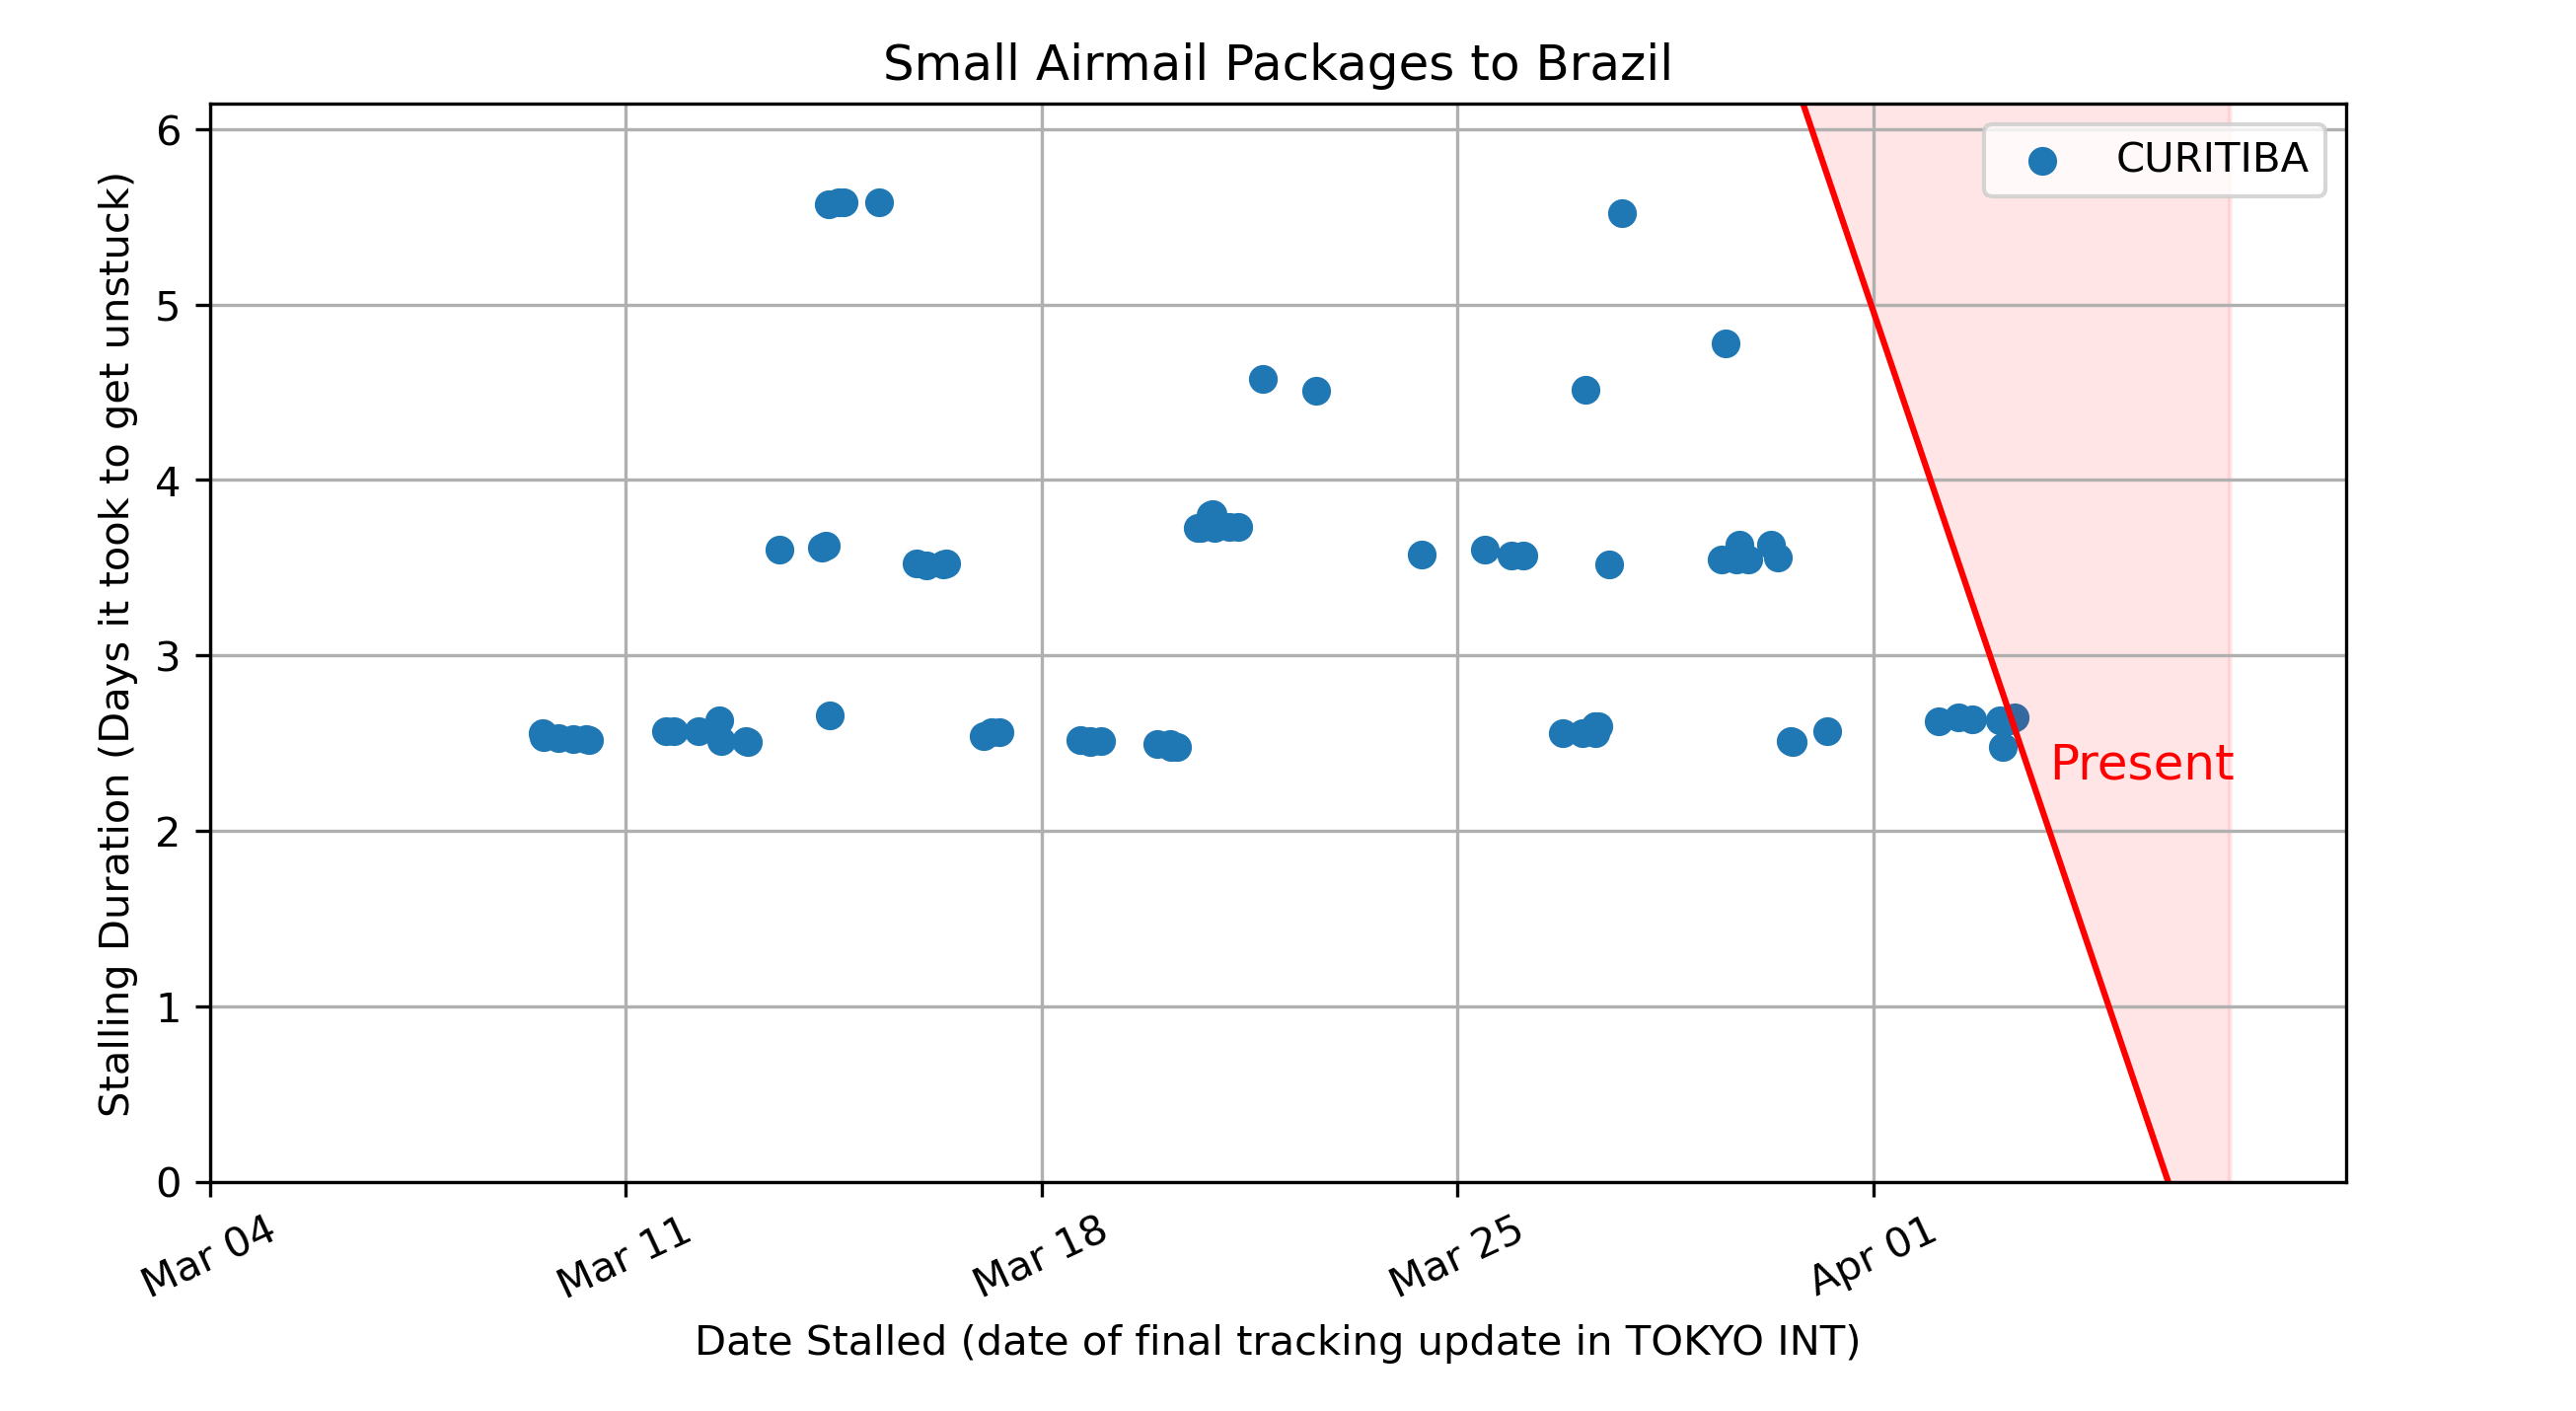 Small Airmail Packages to Brazil
CURITIBA
Stalling Duration (Days it took to get unstuck)
6
5
4
3
2
1
0
Present
Mar 04
Mar 11
Mar 18
Mar 25
Apr 01
Date Stalled (date of final tracking update in TOKYO INT)